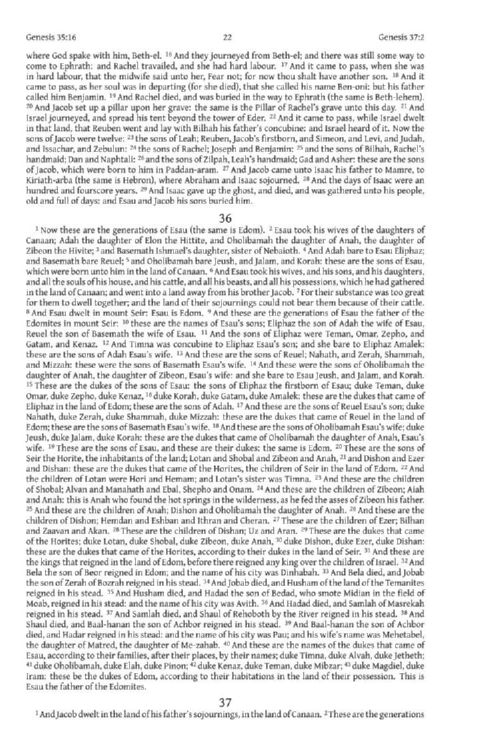 Genesis 35:16 22 Genesis 37:2
where God spake with him, Beth-el. 16 And they journeyed from Beth-el; and there was still some way to
come to Ephrath: and Rachel travailed, and she had hard labour. 17 And it came to pass, when she was
in hard labour, that the midwife said unto her, Fear not; for now thou shalt have another son. 18 And it
came to pass, as her soul was in departing (for she died), that she called his name Ben-oni: but his father
called him Benjamin. 19 And Rachel died, and was buried in the way to Ephrath (the same is Beth-lehem).
20 And Jacob set up a pillar upon her grave: the same is the Pillar of Rachel's grave unto this day. 21 And
Israel journeyed, and spread his tent beyond the tower of Eder. 22 And it came to pass, while Israel dwelt
in that land, that Reuben went and lay with Bilhah his father's concubine: and Israel heard of it. Now the
sons of Jacob were twelve: 23 the sons of Leah; Reuben, Jacob's firstborn, and Simeon, and Levi, and Judah,
and Issachar, and Zebulun: 24 the sons of Rachel; Joseph and Benjamin: 25 and the sons of Bilhah, Rachel's
handmaid; Dan and Naphtali: 26 and the sons of Zilpah, Leah's handmaid; Gad and Asher: these are the sons
of Jacob, which were born to him in Paddan-aram. 27 And Jacob came unto Isaac his father to Mamre, to
Kiriath-arba (the same is Hebron), where Abraham and Isaac sojourned. 28 And the days of Isaac were an
hundred and fourscore years. 29 And Isaac gave up the ghost, and died, and was gathered unto his people,
old and full of days: and Esau and Jacob his sons buried him.
36
1 Now these are the generations of Esau (the same is Edom). 2 Esau took his wives of the daughters of
Canaan; Adah the daughter of Elon the Hittite, and Oholibamah the daughter of Anah, the daughter of
Zibeon the Hivite; 3 and Basemath Ishmael's daughter, sister of Nebaioth. 4 And Adah bare to Esau Eliphaz;
and Basemath bare Reuel; 5 and Oholibamah bare Jeush, and Jalam, and Korah: these are the sons of Esau,
which were born unto him in the land of Canaan. 6 And Esau took his wives, and his sons, and his daughters,
and all the souls of his house, and his cattle, and all his beasts, and all his possessions, which he had gathered
in the land of Canaan; and went into a land away from his brother Jacob. 7 For their substance was too great
for them to dwell together; and the land of their sojournings could not bear them because of their cattle.
8 And Esau dwelt in mount Seir: Esau is Edom. 9 And these are the generations of Esau the father of the
Edomites in mount Seir: 10 these are the names of Esau's sons; Eliphaz the son of Adah the wife of Esau,
Reuel the son of Basemath the wife of Esau. 11 And the sons of Eliphaz were Teman, Omar, Zepho, and
Gatam, and Kenaz. 12 And Timna was concubine to Eliphaz Esau's son; and she bare to Eliphaz Amalek:
these are the sons of Adah Esau's wife. 13 And these are the sons of Reuel; Nahath, and Zerah, Shammah,
and Mizzah: these were the sons of Basemath Esau's wife. 14 And these were the sons of Oholibamah the
daughter of Anah, the daughter of Zibeon, Esau's wife: and she bare to Esau Jeush, and Jalam, and Korah.
15 These are the dukes of the sons of Esau: the sons of Eliphaz the firstborn of Esau; duke Teman, duke
Omar, duke Zepho, duke Kenaz, 16 duke Korah, duke Gatam, duke Amalek: these are the dukes that came of
Eliphaz in the land of Edom; these are the sons of Adah. 17 And these are the sons of Reuel Esau's son; duke
Nahath, duke Zerah, duke Shammah, duke Mizzah: these are the dukes that came of Reuel in the land of
Edom; these are the sons of Basemath Esau's wife. 18 And these are the sons of Oholibamah Esau's wife; duke
Jeush, duke Jalam, duke Korah: these are the dukes that came of Oholibamah the daughter of Anah, Esau's
wife. 19 These are the sons of Esau, and these are their dukes: the same is Edom. 20 These are the sons of
Seir the Horite, the inhabitants of the land; Lotan and Shobal and Zibeon and Anah, 21 and Dishon and Ezer
and Dishan: these are the dukes that came of the Horites, the children of Seir in the land of Edom. 22 And
the children of Lotan were Hori and Hemam; and Lotan's sister was Timna. 23 And these are the children
of Shobal; Alvan and Manahath and Ebal, Shepho and Onam. 24 And these are the children of Zibeon; Aiah
and Anah: this is Anah who found the hot springs in the wilderness, as he fed the asses of Zibeon his father.
25 And these are the children of Anah; Dishon and Oholibamah the daughter of Anah. 26 And these are the
children of Dishon; Hemdan and Eshban and Ithran and Cheran. 27 These are the children of Ezer; Bilhan
and Zaavan and Akan. 28 These are the children of Dishan; Uz and Aran. 29 These are the dukes that came
of the Horites; duke Lotan, duke Shobal, duke Zibeon, duke Anah, 30 duke Dishon, duke Ezer, duke Dishan:
these are the dukes that came of the Horites, according to their dukes in the land of Seir. 31 And these are
the kings that reigned in the land of Edom, before there reigned any king over the children of Israel. 32 And
Bela the son of Beor reigned in Edom; and the name of his city was Dinhabah. 33 And Bela died, and Jobab
the son of Zerah of Bozrah reigned in his stead. 34 And Jobab died, and Husham of the land of the Temanites
reigned in his stead. 35 And Husham died, and Hadad the son of Bedad, who smote Midian in the field of
Moab, reigned in his stead: and the name of his city was Avith. 36 And Hadad died, and Samlah of Masrekah
reigned in his stead. 37 And Samlah died, and Shaul of Rehoboth by the River reigned in his stead. 38 And
Shaul died, and Baal-hanan the son of Achbor reigned in his stead. 39 And Baal-hanan the son of Achbor
died, and Hadar reigned in his stead: and the name of his city was Pau; and his wife's name was Mehetabel,
the daughter of Matred, the daughter of Me-zahab. 40 And these are the names of the dukes that came of
Esau, according to their families, after their places, by their names; duke Timna, duke Alvah, duke Jetheth;
41 duke Oholibamah, duke Elah, duke Pinon; 42 duke Kenaz, duke Teman, duke Mibzar; 43 duke Magdiel, duke
Iram: these be the dukes of Edom, according to their habitations in the land of their possession. This is
Esau the father of the Edomites.
37
1 And Jacob dwelt in the land of his father's sojournings, in the land of Canaan. 2 These are the generations